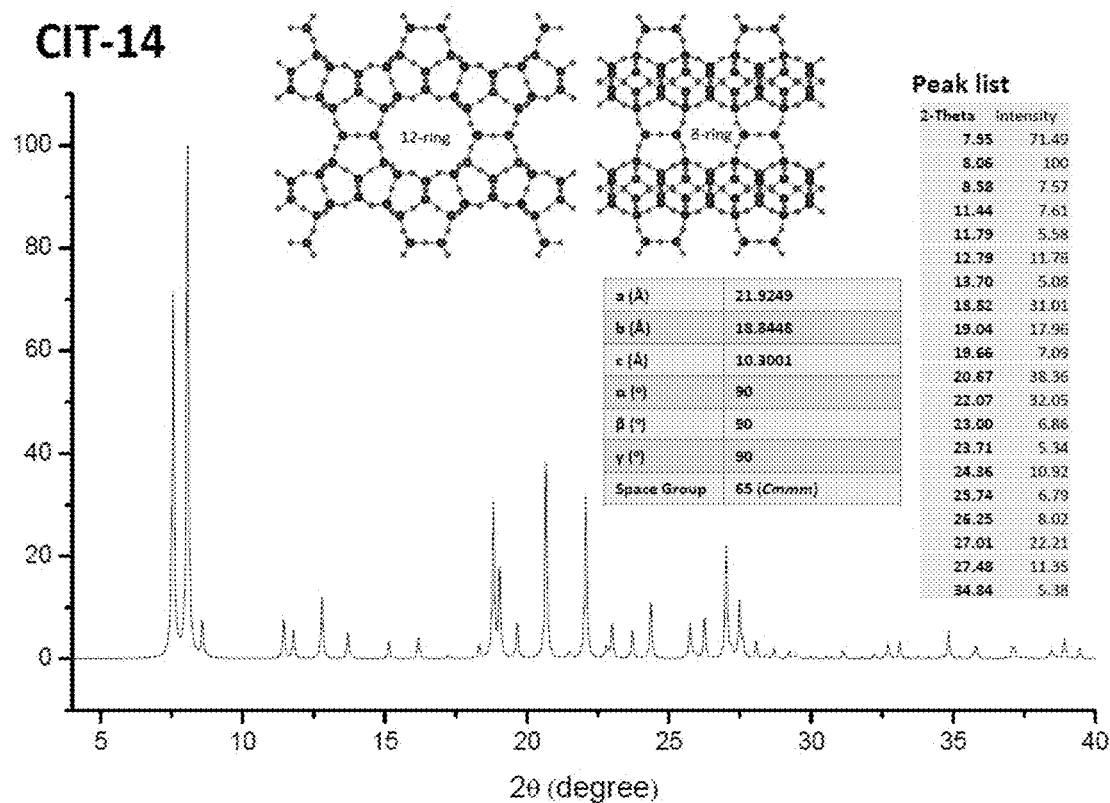 CIT-14
12-ring
8-ring
Peak list
2-Theta Intensity
7.55 71.49
8.06 100
8.58 7.57
11.44 7.61
11.79 5.58
12.79 11.78
13.70 5.08
18.82 31.01
19.04 17.96
19.66 7.09
20.67 38.36
22.07 32.05
23.00 6.86
23.71 5.34
24.36 10.92
25.74 6.79
26.25 8.02
27.01 22.21
27.48 11.35
34.84 5.38
a (Å) 21.9249
b (Å) 18.8448
c (Å) 10.3001
α (°) 90
β (°) 90
γ (°) 90
Space Group 65 (Cmmm)
100
80
60
40
20
0
5 10 15 20 25 30 35 40
2θ (degree)